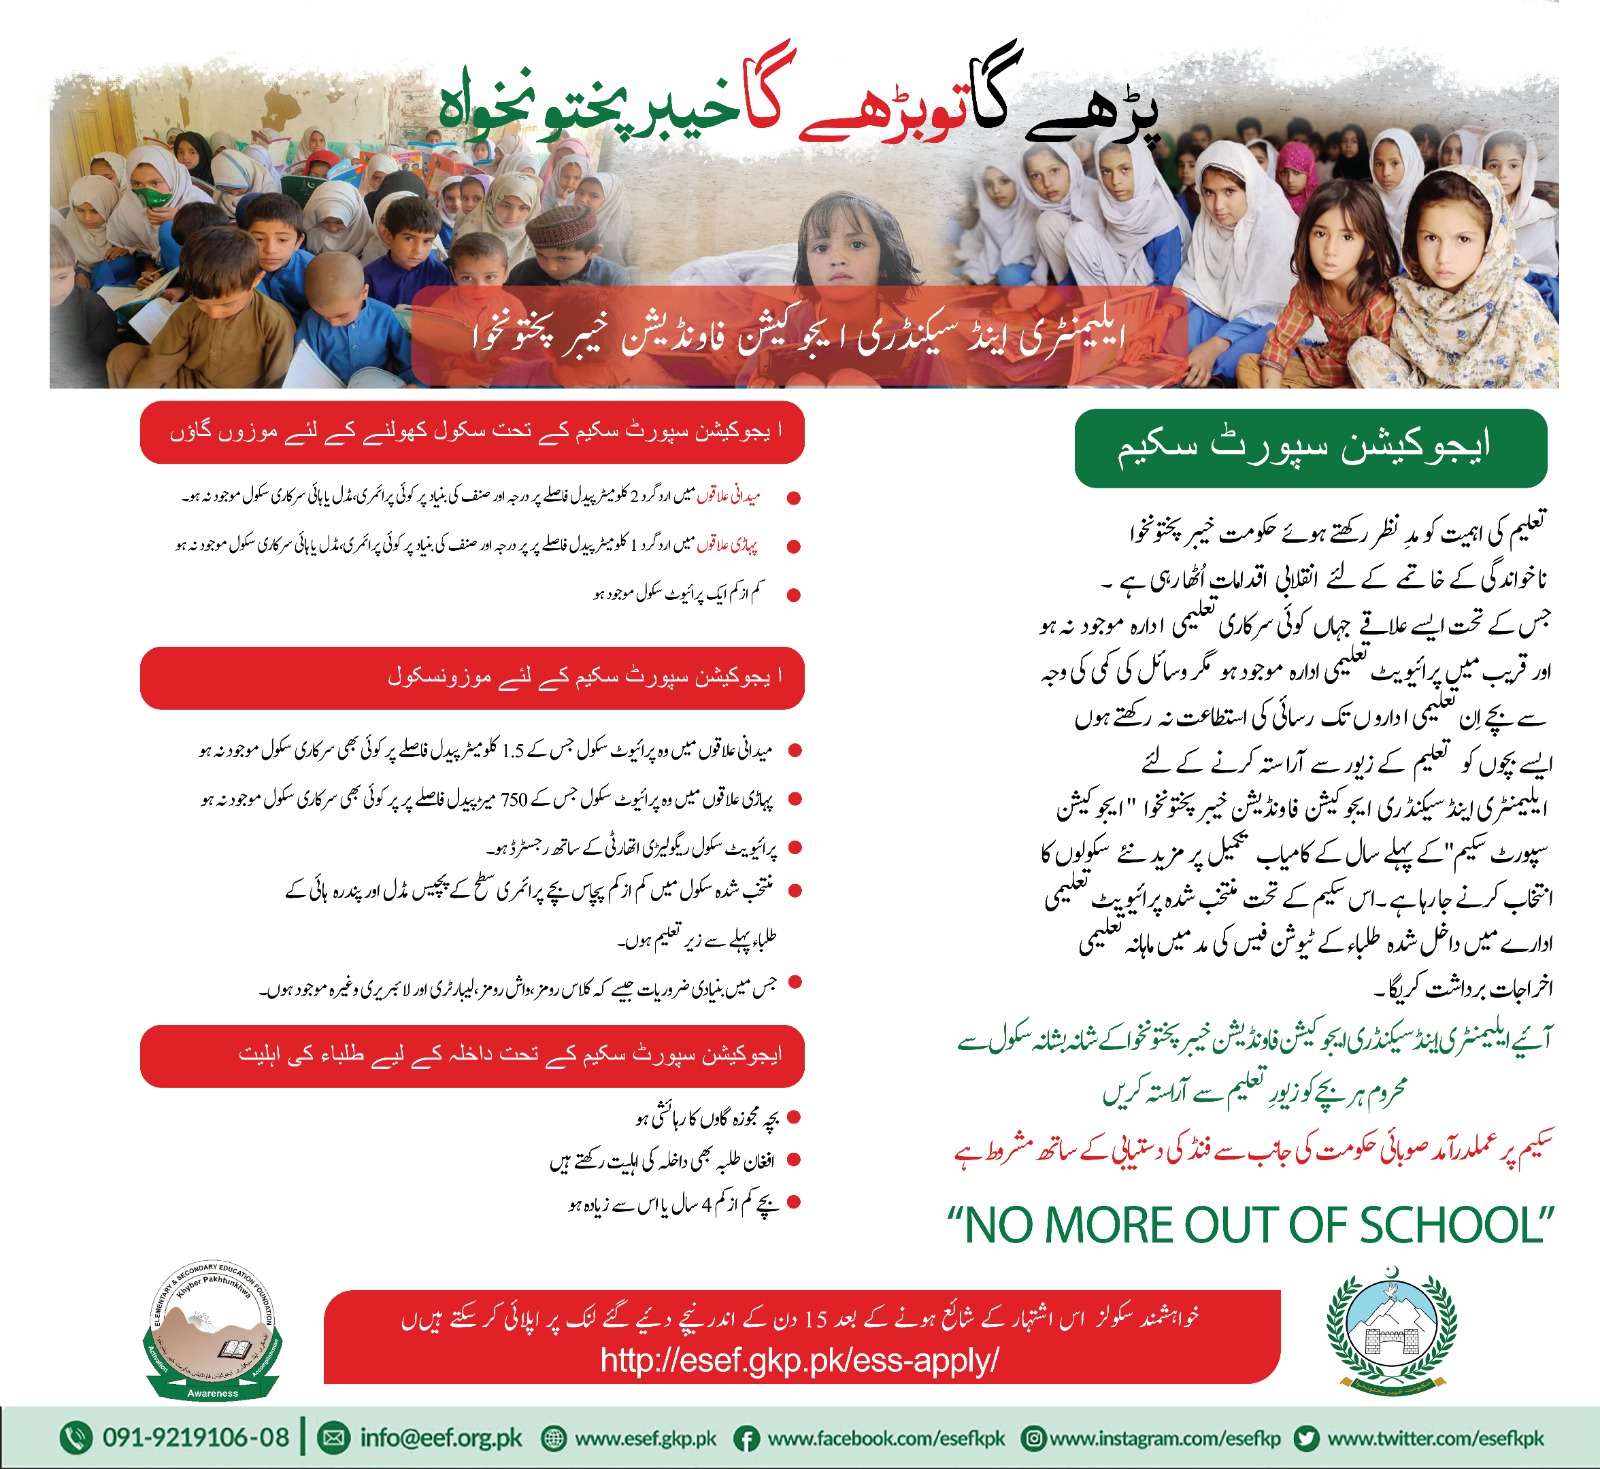 پڑھے گا تو بڑھے گا خیبر پختونخواہ
ایلیمنٹری اینڈ سیکنڈری ایجوکیشن فاونڈیشن خیبر پختونخوا
ایجوکیشن سپورٹ سکیم
تعلیم کی اہمیت کو مدِ نظر رکھتے ہوئے حکومت خیبر پختونخوا
ناخواندگی کے خاتمے کے لئے انقلابی اقدامات اُٹھا رہی ہے ۔
جس کے تحت ایسے علاقے جہاں کوئی سرکاری تعلیمی ادارہ موجود نہ ہو
اور قریب میں پرائیویٹ تعلیمی ادارہ موجود ہو مگر وسائل کی کمی کی وجہ
سے بچے اِن تعلیمی اداروں تک رسائی کی استطاعت نہ رکھتے ہوں
ایسے بچوں کو تعلیم کے زیور سے آراستہ کرنے کے لئے
ایلیمنٹری اینڈ سیکنڈری ایجوکیشن فاونڈیشن خیبر پختونخوا "ایجوکیشن
سپورٹ سکیم" کے پہلے سال کے کامیاب تکمیل پر مزید نئے سکولوں کا
انتخاب کرنے جا رہا ہے۔ اس سکیم کے تحت منتخب شدہ پرائیویٹ تعلیمی
ادارے میں داخل شدہ طلباء کے ٹیوشن فیس کی مد میں ماہانہ تعلیمی
اخراجات برداشت کریگا۔
آئیے ایلیمنٹری اینڈ سیکنڈری ایجوکیشن فاونڈیشن خیبر پختونخوا کے شانہ بشانہ سکول سے
محروم ہر بچے کو زیورِ تعلیم سے آراستہ کریں
سکیم پر عملدرآمد صوبائی حکومت کی جانب سے فنڈ کی دستیابی کے ساتھ مشروط ہے
“NO MORE OUT OF SCHOOL”
ایجوکیشن سپورٹ سکیم کے تحت سکول کھولنے کے لئے موزوں گاؤں
میدانی علاقوں میں ارد گرد 2 کلومیٹر پیدل فاصلے پر درجہ اور صنف کی بنیاد پر کوئی پرائمری، مڈل یا ہائی سرکاری سکول موجود نہ ہو۔
پہاڑی علاقوں میں ارد گرد 1 کلومیٹر پیدل فاصلے پر پر درجہ اور صنف کی بنیاد پر کوئی پرائمری، مڈل یا ہائی سرکاری سکول موجود نہ ہو
کم از کم ایک پرائیوٹ سکول موجود ہو
ایجوکیشن سپورٹ سکیم کے لئے موزونسکول
میدانی علاقوں میں وہ پرائیوٹ سکول جس کے 1.5 کلومیٹر پیدل فاصلے پر کوئی بھی سرکاری سکول موجود نہ ہو
پہاڑی علاقوں میں وہ پرائیوٹ سکول جس کے 750 میٹر پیدل فاصلے پر پر کوئی بھی سرکاری سکول موجود نہ ہو
پرائیویٹ سکول ریگولیڑی اتھارٹی کے ساتھ رجسٹرڈ ہو۔
منتخب شدہ سکول میں کم از کم پچاس بچے پرائمری سطح کے پچیس مڈل اور پندرہ ہائی کے
طلباء پہلے سے زیر تعلیم ہوں۔
جس میں بنیادی ضروریات جیسے کہ کلاس رومز، واش رومز، لیبارٹری اور لائبریری وغیرہ موجود ہوں۔
ایجوکیشن سپورٹ سکیم کے تحت داخلہ کے لیے طلباء کی اہلیت
بچہ مجوزہ گاوں کا رہائشی ہو
افغان طلبہ بھی داخلہ کی اہلیت رکھتے ہیں
بچے کم از کم 4 سال یا اس سے زیادہ ہو
ELEMENTARY & SECONDARY EDUCATION FOUNDATION
Khyber Pakhtunkhwa
Awareness
خواہشمند سکولز اس اشتہار کے شائع ہونے کے بعد 15 دن کے اندر نیچے دئیے گئے لنک پر اپلائی کر سکتے ہیں
http://esef.gkp.pk/ess-apply/
091-9219106-08 | info@eef.org.pk www.esef.gkp.pk www.facebook.com/esefkpk www.instagram.com/esefkp www.twitter.com/esefkpk